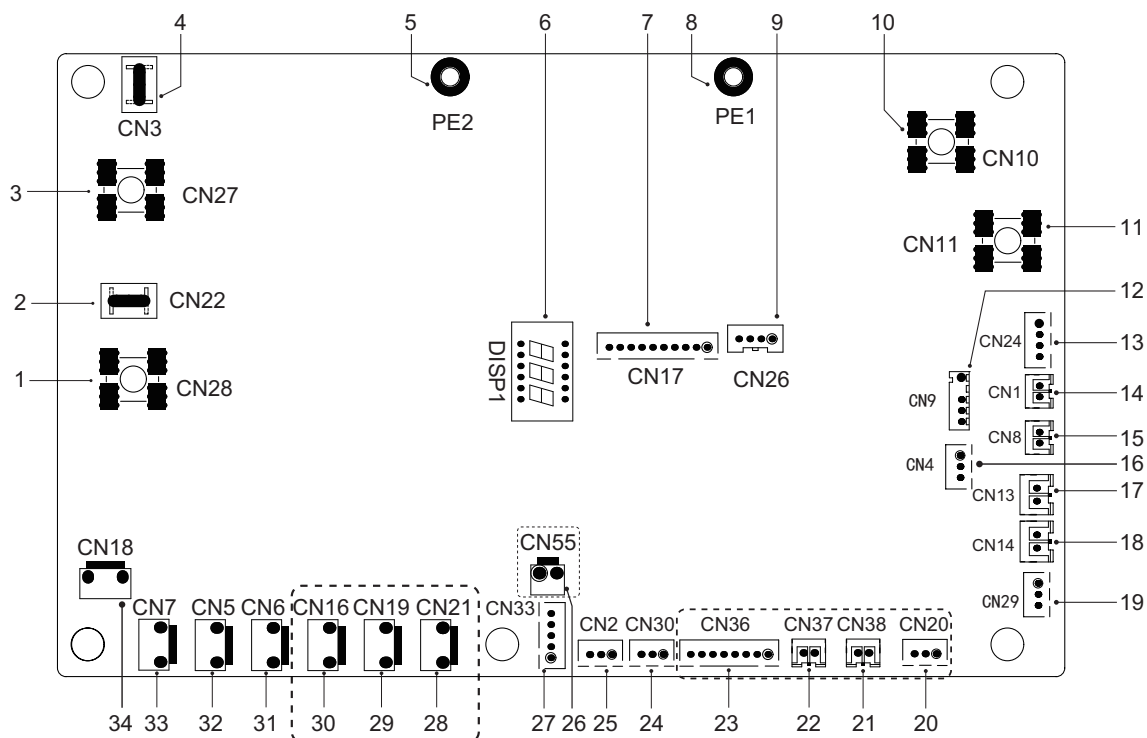 4 5 6 7 8 9 10
CN3 PE2 PE1
CN10
3 CN27
CN11 11
2 CN22
12
CN24 13
DISP1
CN17 CN26
1 CN28
CN9 CN1 14
CN8 15
CN4 16
CN13 17
CN18 CN55 CN14 18
CN7 CN5 CN6 CN16 CN19 CN21 CN33 CN2 CN30 CN36 CN37 CN38 CN20
CN29 19
34 33 32 31 30 29 28 27 26 25 24 23 22 21 20